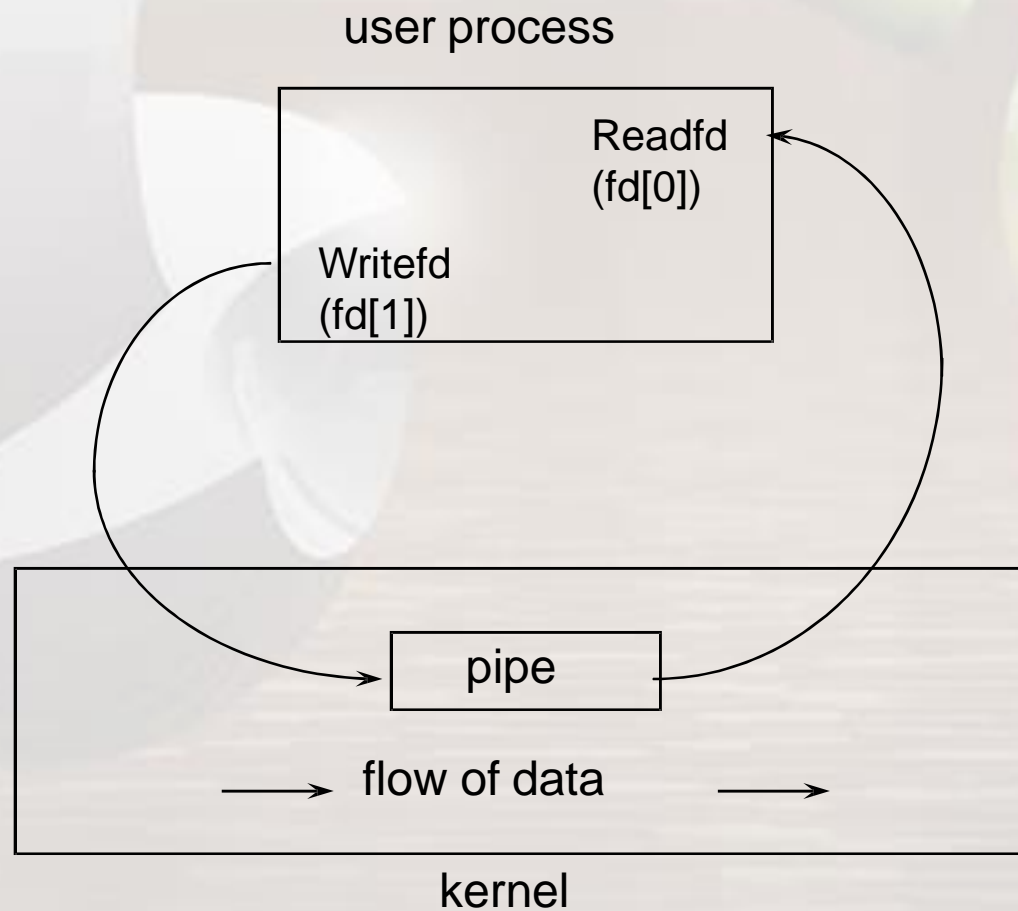 user process
Readfd
(fd[0])
Writefd
(fd[1])
pipe
flow of data
kernel